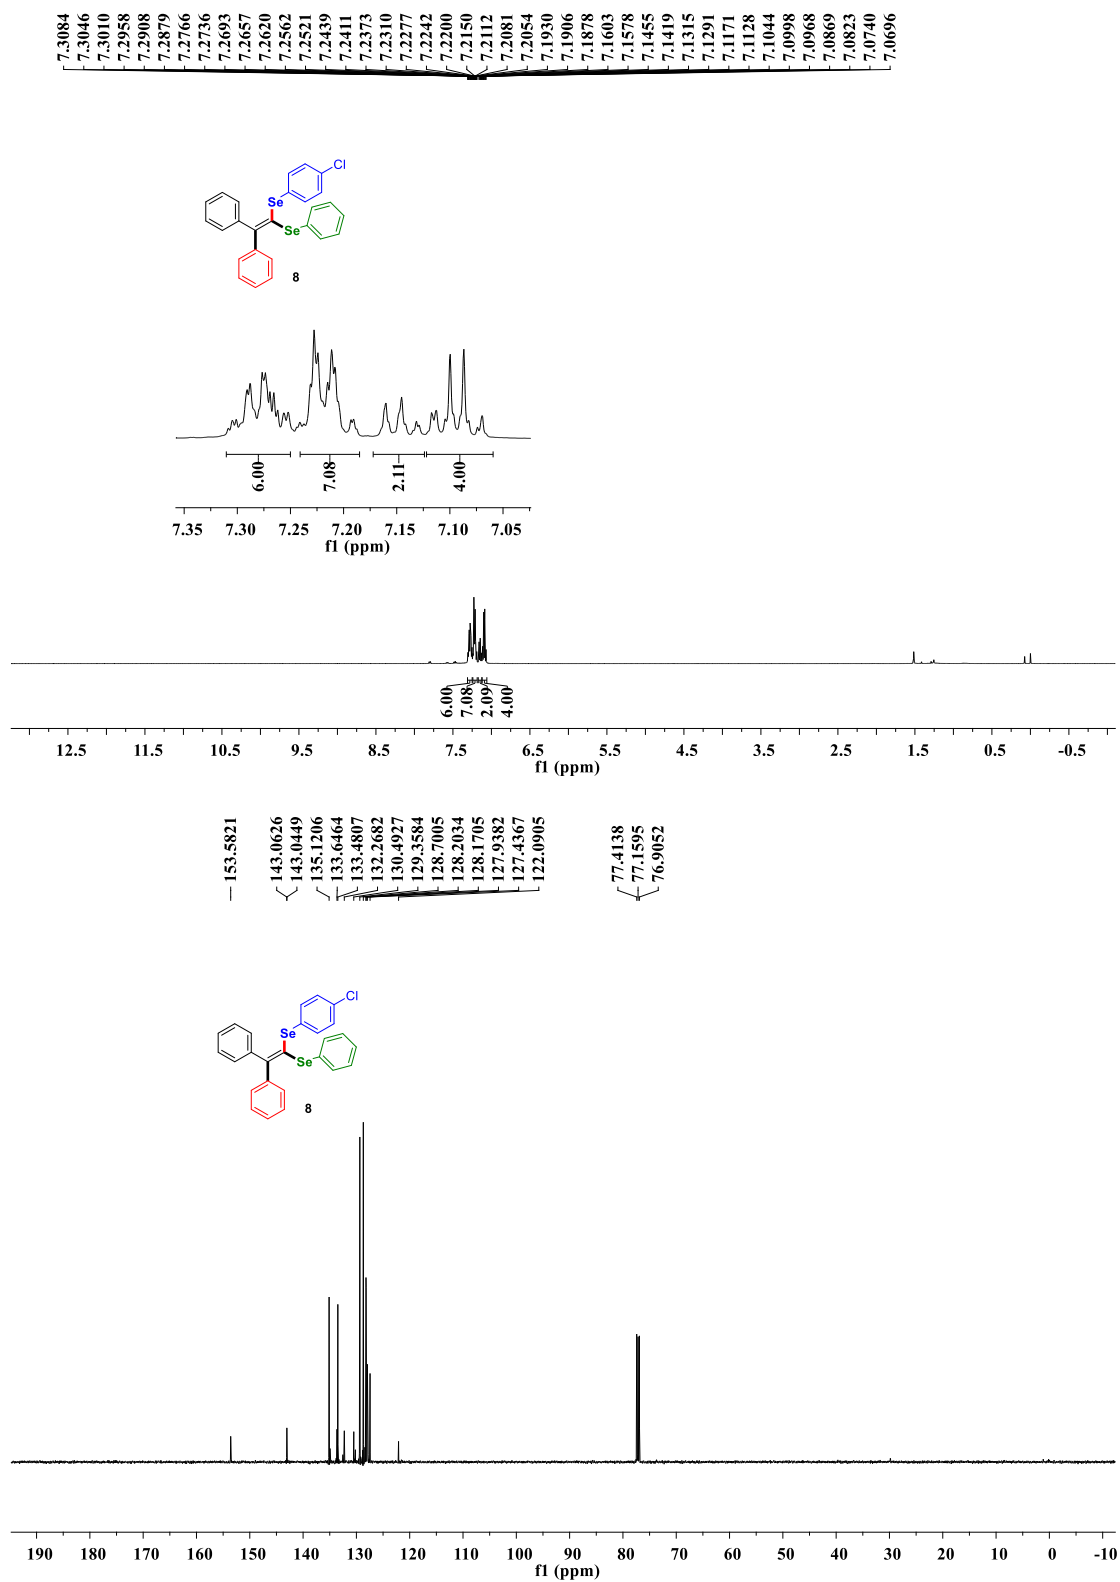 7.3084 7.3046 7.3010 7.2958 7.2908 7.2879 7.2766 7.2736 7.2693 7.2657 7.2620 7.2562 7.2521 7.2439 7.2411 7.2373 7.2310 7.2277 7.2242 7.2200 7.2150 7.2112 7.2081 7.2054 7.1930 7.1906 7.1878 7.1603 7.1578 7.1455 7.1419 7.1315 7.1291 7.1171 7.1128 7.1044 7.0998 7.0968 7.0869 7.0823 7.0740 7.0696
Cl
Se
Se
8
6.00 7.08 2.11 4.00
7.35 7.30 7.25 7.20 7.15 7.10 7.05
f1 (ppm)
6.00 7.08 2.09 4.00
12.5 11.5 10.5 9.5 8.5 7.5 6.5 5.5 4.5 3.5 2.5 1.5 0.5 -0.5
f1 (ppm)
153.5821 143.0626 143.0449 135.1206 133.6464 133.4807 132.2682 130.4927 129.3584 128.7005 128.2034 128.1705 127.9382 127.4367 122.0905 77.4138 77.1595 76.9052
Cl
Se
Se
8
190 180 170 160 150 140 130 120 110 100 90 80 70 60 50 40 30 20 10 0 -10
f1 (ppm)